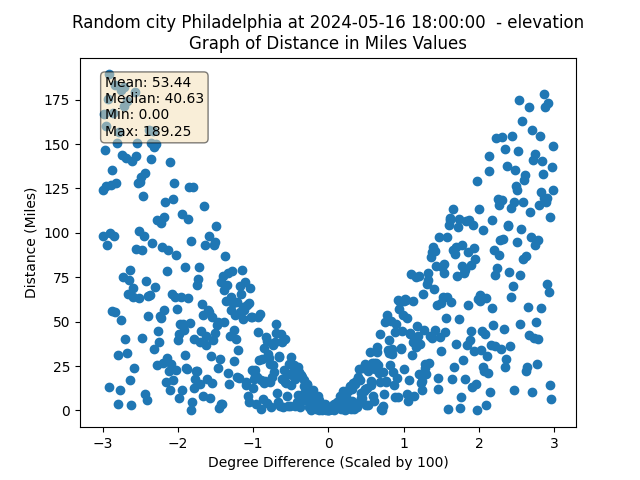 Random city Philadelphia at 2024-05-16 18:00:00  - elevation
Graph of Distance in Miles Values
Mean: 53.44
Median: 40.63
Min: 0.00
Max: 189.25
Distance (Miles)
175
150
125
100
75
50
25
0
−3 −2 −1 0 1 2 3
Degree Difference (Scaled by 100)